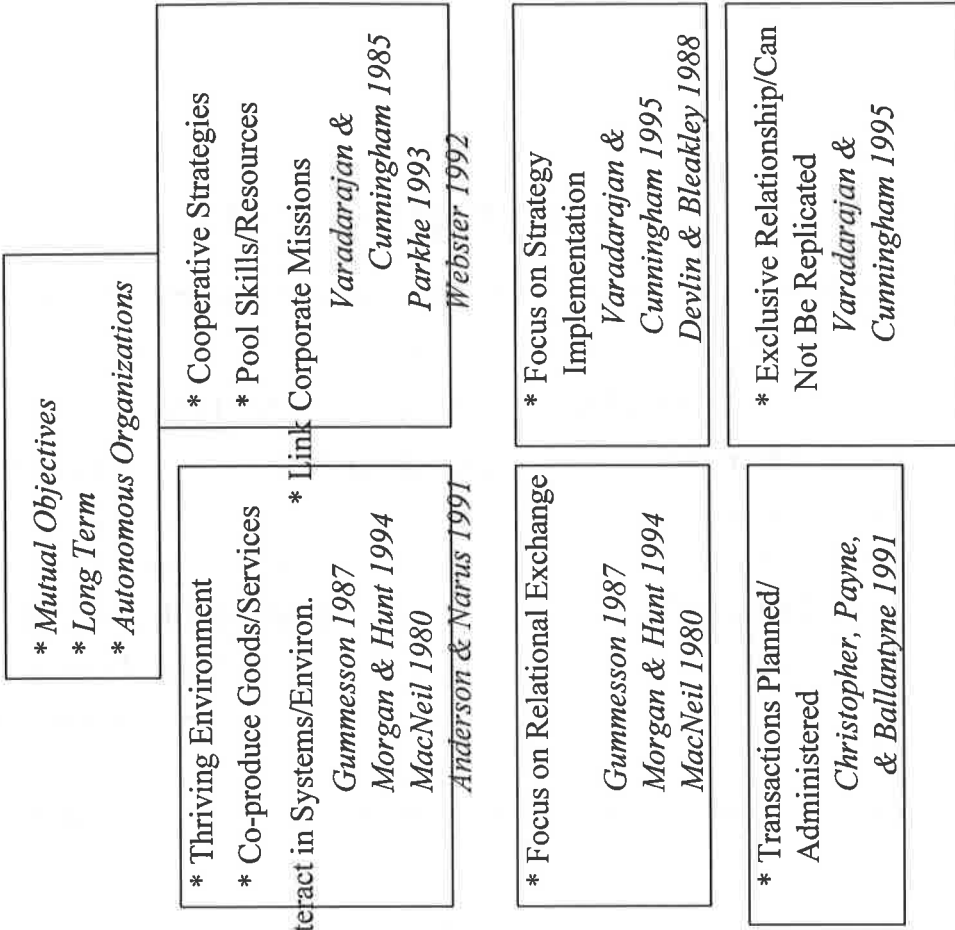 * Mutual Objectives
* Long Term
* Autonomous Organizations
* Thriving Environment
* Co-produce Goods/Services
teract in Systems/Environ.
Gummesson 1987
Morgan & Hunt 1994
MacNeil 1980
Anderson & Narus 1991
* Cooperative Strategies
* Pool Skills/Resources
* Link Corporate Missions
Varadarajan &
Cunningham 1985
Parkhe 1993
Webster 1992
* Focus on Relational Exchange
Gummesson 1987
Morgan & Hunt 1994
MacNeil 1980
* Focus on Strategy
Implementation
Varadarajan &
Cunningham 1995
Devlin & Bleakley 1988
* Transactions Planned/
Administered
Christopher, Payne,
& Ballantyne 1991
* Exclusive Relationship/Can
Not Be Replicated
Varadarajan &
Cunningham 1995